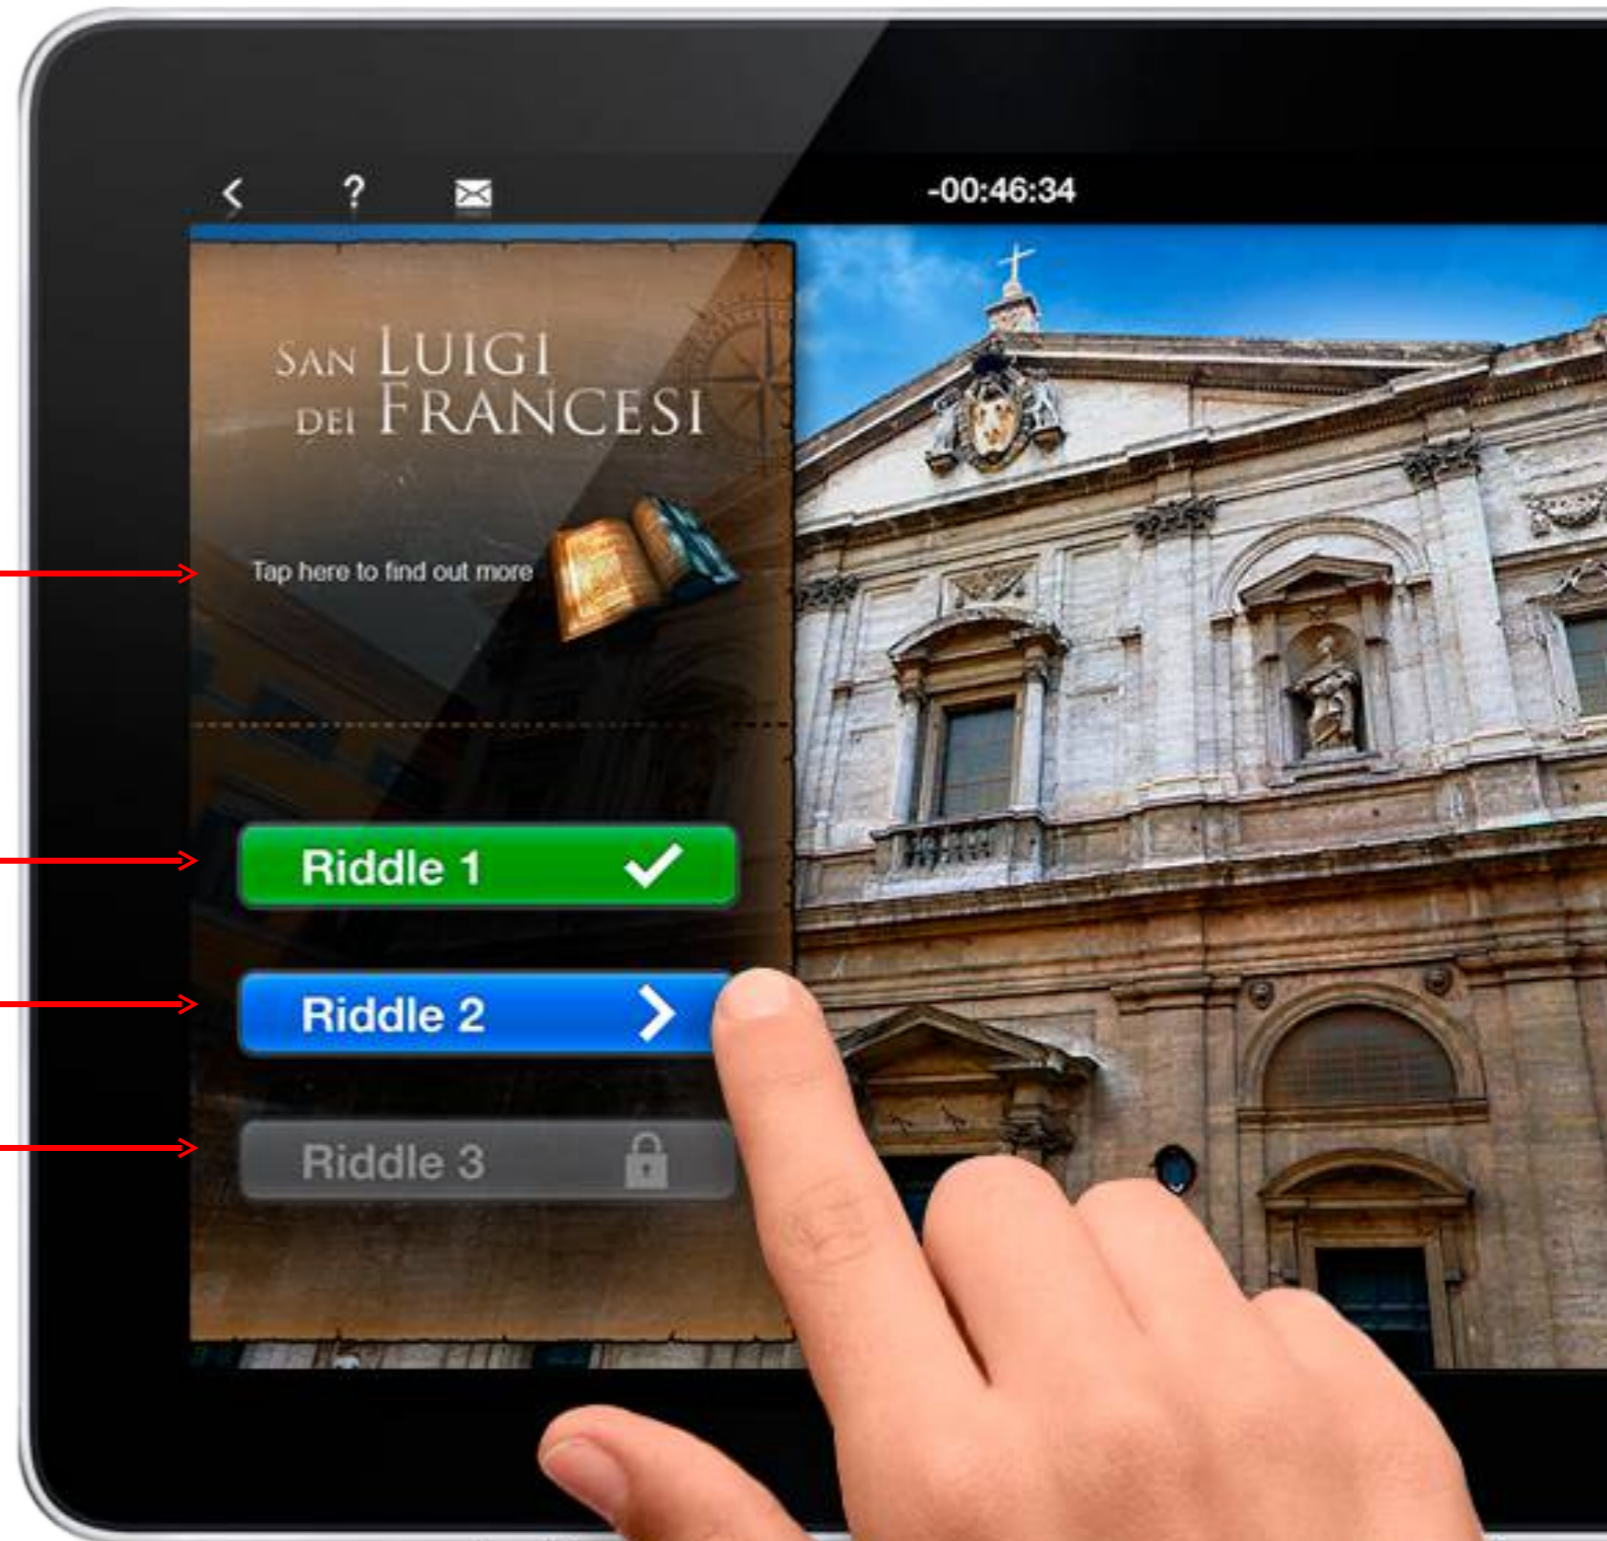 ?
-00:46:34
SAN LUIGI
DEI FRANCESI
Tap here to find out more
Riddle 1
Riddle 2
Riddle 3